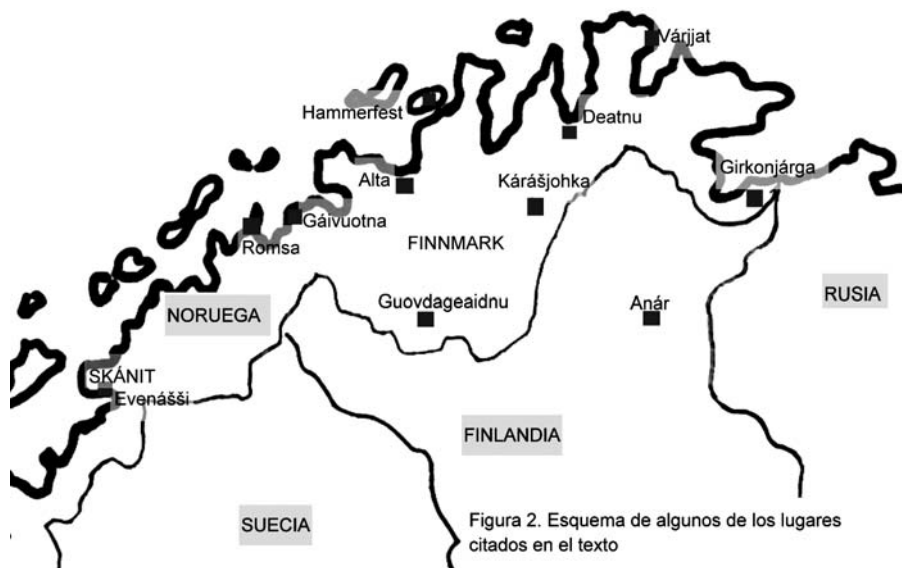 Várjjat
Hammerfest
Deatnu
Girkonjárga
Alta
Kárášjohka
Gáivuotna
Romsa
FINNMARK
RUSIA
NORUEGA
Guovdageaidnu
Anár
SKÁNIT
Evenášši
FINLANDIA
SUECIA
Figura 2. Esquema de algunos de los lugares
citados en el texto